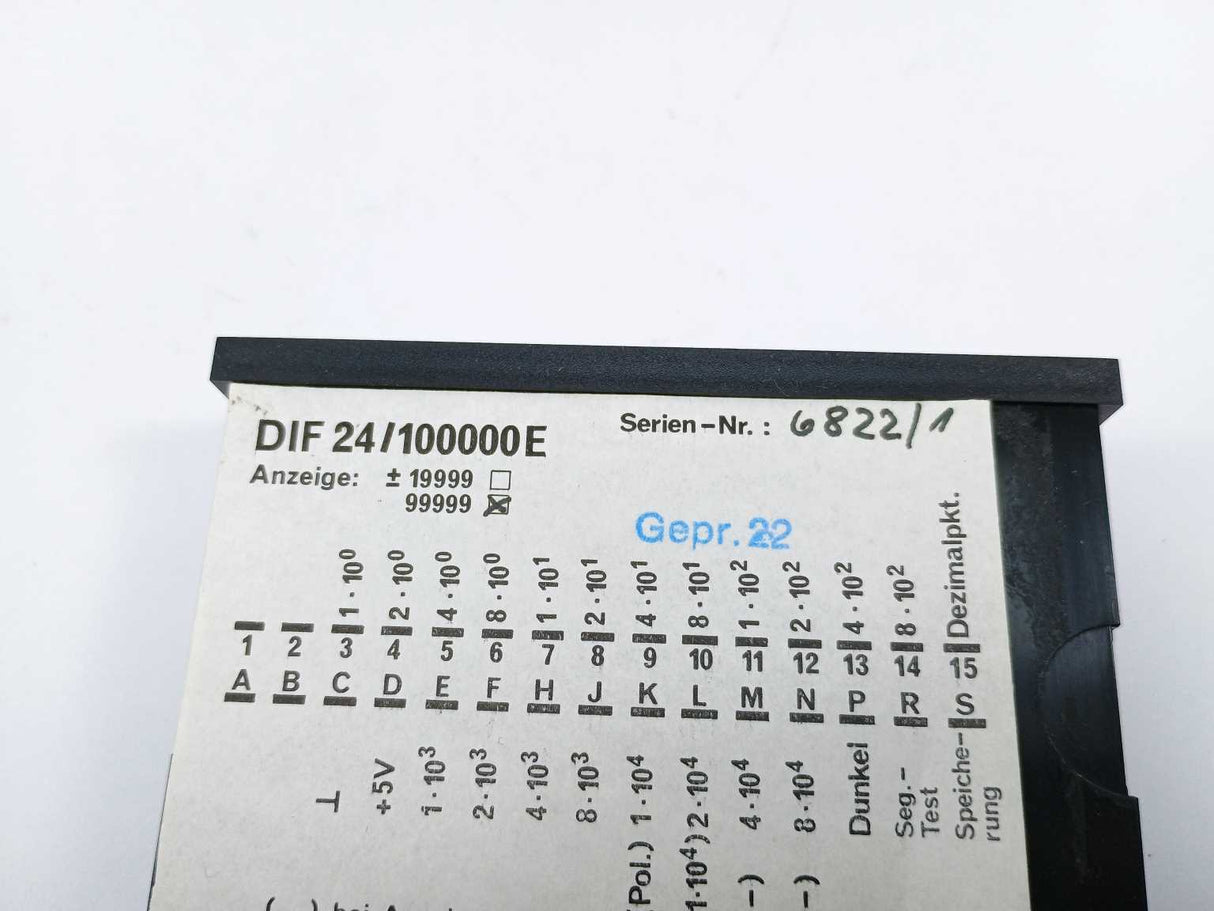 DIF 24/100000E
Serien-Nr.: 6822/1
Anzeige: ± 19999 ☐
99999 ☒
Gepr. 22
1·10⁰ 2·10⁰ 4·10⁰ 8·10⁰ 1·10¹ 2·10¹ 4·10¹ 8·10¹ 1·10² 2·10² 4·10² 8·10² Dezimalpkt.
1 2 3 4 5 6 7 8 9 10 11 12 13 14 15
A B C D E F H J K L M N P R S
⊥ +5V 1·10³ 2·10³ 4·10³ 8·10³ (Pol.) 1·10⁴ 1·10⁴) 2·10⁴ –) 4·10⁴ –) 8·10⁴ Dunkel Seg.-
Test Speiche-
rung